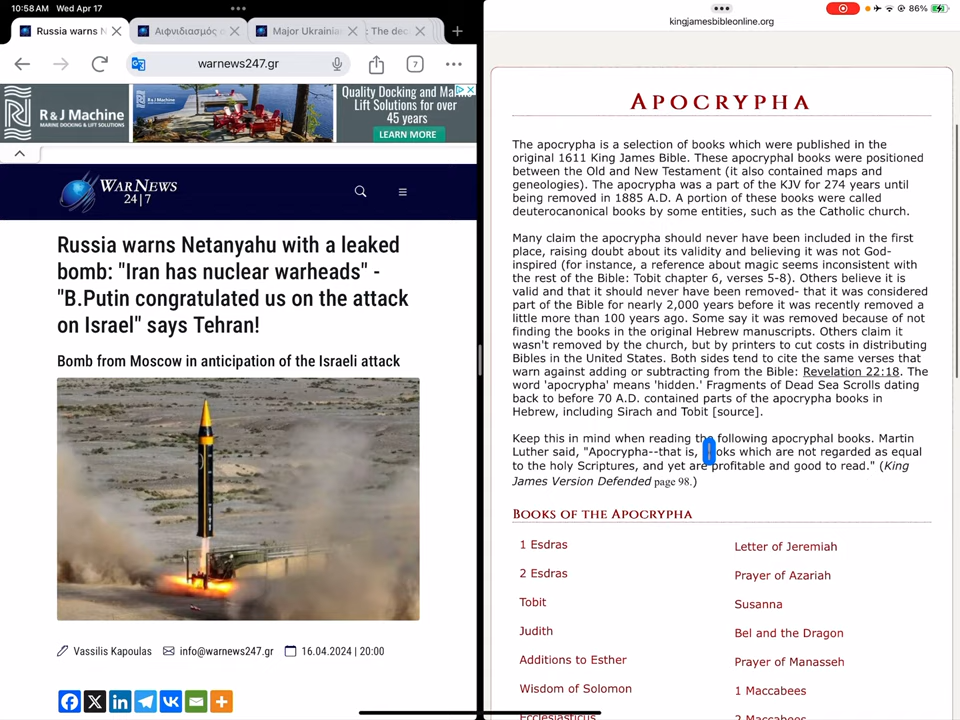 10:58 AM Wed Apr 17
86%
Russia warns N
Αιφνιδιασμός
Major Ukrainia
: The dec
warnews247.gr
7
kingjamesbibleonline.org
R & J Machine
MARINE DOCKING & LIFT SOLUTIONS
R&J Machine
Quality Docking and Marine
Lift Solutions for over
45 years
LEARN MORE
WARNEWS
24|7
Russia warns Netanyahu with a leaked
bomb: "Iran has nuclear warheads" -
"B.Putin congratulated us on the attack
on Israel" says Tehran!
Bomb from Moscow in anticipation of the Israeli attack
Vassilis Kapoulas info@warnews247.gr 16.04.2024 | 20:00
APOCRYPHA
The apocrypha is a selection of books which were published in the
original 1611 King James Bible. These apocryphal books were positioned
between the Old and New Testament (it also contained maps and
geneologies). The apocrypha was a part of the KJV for 274 years until
being removed in 1885 A.D. A portion of these books were called
deuterocanonical books by some entities, such as the Catholic church.
Many claim the apocrypha should never have been included in the first
place, raising doubt about its validity and believing it was not God-
inspired (for instance, a reference about magic seems inconsistent with
the rest of the Bible: Tobit chapter 6, verses 5-8). Others believe it is
valid and that it should never have been removed- that it was considered
part of the Bible for nearly 2,000 years before it was recently removed a
little more than 100 years ago. Some say it was removed because of not
finding the books in the original Hebrew manuscripts. Others claim it
wasn't removed by the church, but by printers to cut costs in distributing
Bibles in the United States. Both sides tend to cite the same verses that
warn against adding or subtracting from the Bible: Revelation 22:18. The
word 'apocrypha' means 'hidden.' Fragments of Dead Sea Scrolls dating
back to before 70 A.D. contained parts of the apocrypha books in
Hebrew, including Sirach and Tobit [source].
Keep this in mind when reading the following apocryphal books. Martin
Luther said, "Apocrypha--that is, books which are not regarded as equal
to the holy Scriptures, and yet are profitable and good to read." (King
James Version Defended page 98.)
BOOKS OF THE APOCRYPHA
1 Esdras
2 Esdras
Tobit
Judith
Additions to Esther
Wisdom of Solomon
Ecclesiasticus
Letter of Jeremiah
Prayer of Azariah
Susanna
Bel and the Dragon
Prayer of Manasseh
1 Maccabees
2 Maccabees